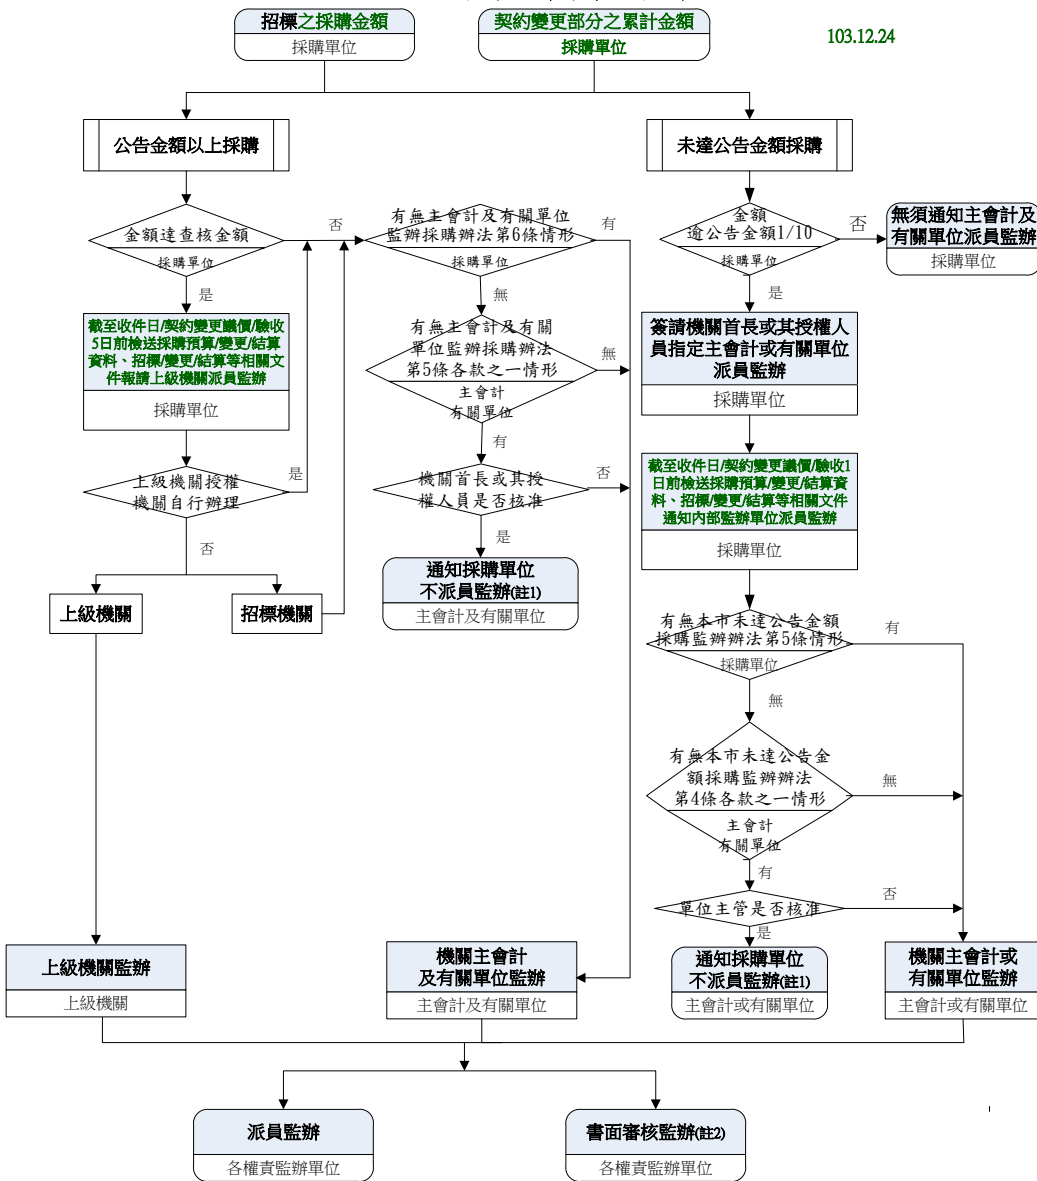 招標之採購金額
採購單位
契約變更部分之累計金額
採購單位
103.12.24
公告金額以上採購
未達公告金額採購
金額達查核金額
採購單位
否
是
有無主會計及有關單位
監辦採購辦法第6條情形
採購單位
有
無
金額
逾公告金額1/10
採購單位
否
是
無須通知主會計及
有關單位派員監辦
採購單位
截至收件日/契約變更議價/驗收
5日前檢送採購預算/變更/結算
資料、招標/變更/結算等相關文
件報請上級機關派員監辦
採購單位
有無主會計及有關
單位監辦採購辦法
第5條各款之一情形
主會計
有關單位
無
有
簽請機關首長或其授權人
員指定主會計或有關單位
派員監辦
採購單位
上級機關授權
機關自行辦理
是
否
機關首長或其授
權人員是否核准
否
是
截至收件日/契約變更議價/驗收1
日前檢送採購預算/變更/結算資
料、招標/變更/結算等相關文件
通知內部監辦單位派員監辦
採購單位
上級機關
招標機關
通知採購單位
不派員監辦(註1)
主會計及有關單位
有無本市未達公告金額
採購監辦辦法第5條情形
採購單位
有
無
有無本市未達公告金
額採購監辦辦法
第4條各款之一情形
主會計
有關單位
無
有
單位主管是否核准
否
是
上級機關監辦
上級機關
機關主會計
及有關單位監辦
主會計及有關單位
通知採購單位
不派員監辦(註1)
主會計或有關單位
機關主會計或
有關單位監辦
主會計或有關單位
派員監辦
各權責監辦單位
書面審核監辦(註2)
各權責監辦單位